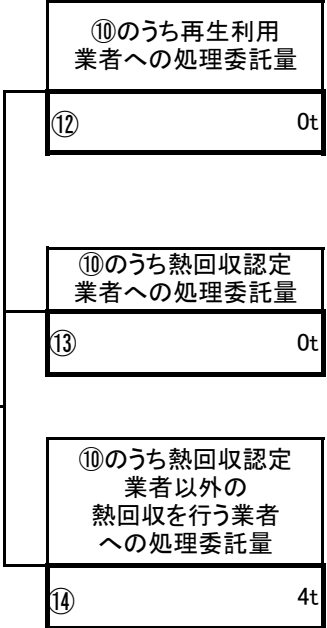 ⑩のうち再生利用
業者への処理委託量
⑫ 0t
⑩のうち熱回収認定
業者への処理委託量
⑬ 0t
⑩のうち熱回収認定
業者以外の
熱回収を行う業者
への処理委託量
⑭ 4t